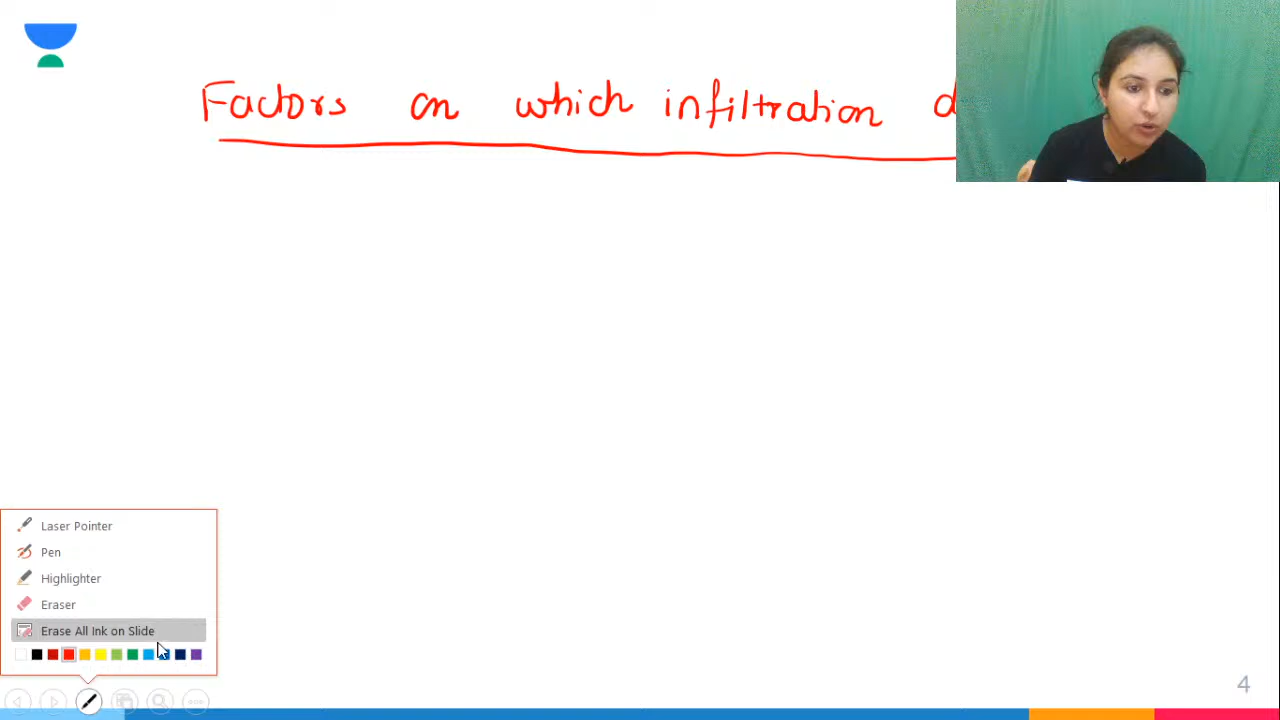 Factors on which infiltration d
Laser Pointer
Pen
Highlighter
Eraser
Erase All Ink on Slide
4